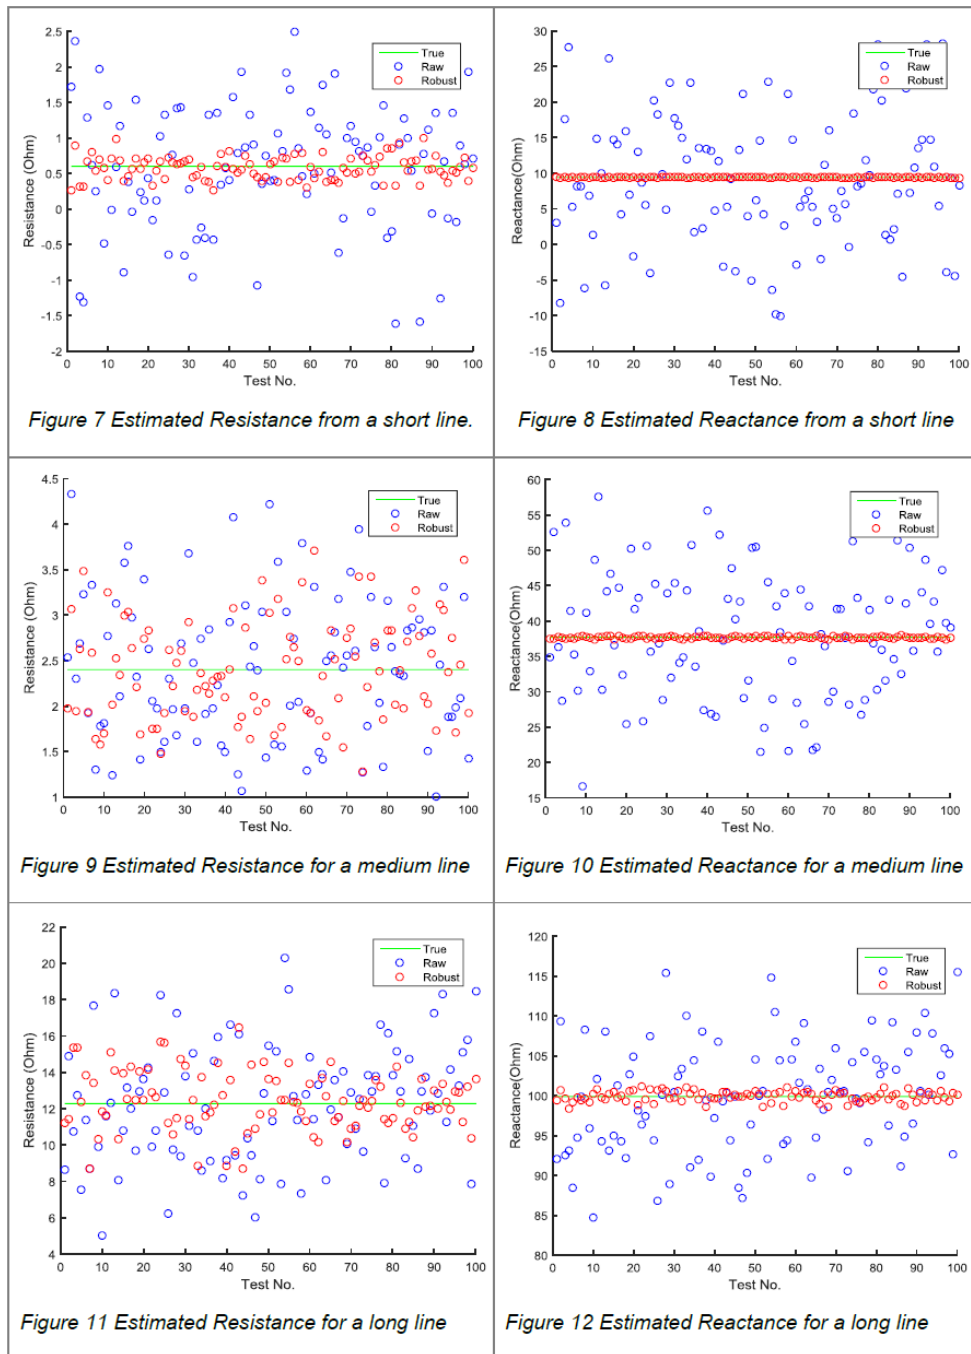 2.5
2
1.5
1
0.5
0
-0.5
-1
1.5
-2
Resistance (Ohm)
True
Raw
Robust
0 10 20 30 40 50 60 70 80 90 100
Test No.
Figure 7 Estimated Resistance from a short line.
30
25
20
15
10
5
0
-5
-10
-15
Reactance(Ohm)
True
Raw
Robust
0 10 20 30 40 50 60 70 80 90 100
Test No.
Figure 8 Estimated Reactance from a short line
4.5
4
3.5
3
2.5
2
1.5
1
Resistance (Ohm)
True
Raw
Robust
0 10 20 30 40 50 60 70 80 90 100
Test No.
Figure 9 Estimated Resistance for a medium line
60
55
50
45
40
35
30
25
20
15
Reactance(Ohm)
True
Raw
Robust
0 10 20 30 40 50 60 70 80 90 100
Test No.
Figure 10 Estimated Reactance for a medium line
22
20
18
16
14
12
10
8
6
4
Resistance (Ohm)
True
Raw
Robust
0 10 20 30 40 50 60 70 80 90 100
Test No.
Figure 11 Estimated Resistance for a long line
120
115
110
105
100
95
90
85
80
Reactance(Ohm)
True
Raw
Robust
0 10 20 30 40 50 60 70 80 90 100
Test No.
Figure 12 Estimated Reactance for a long line